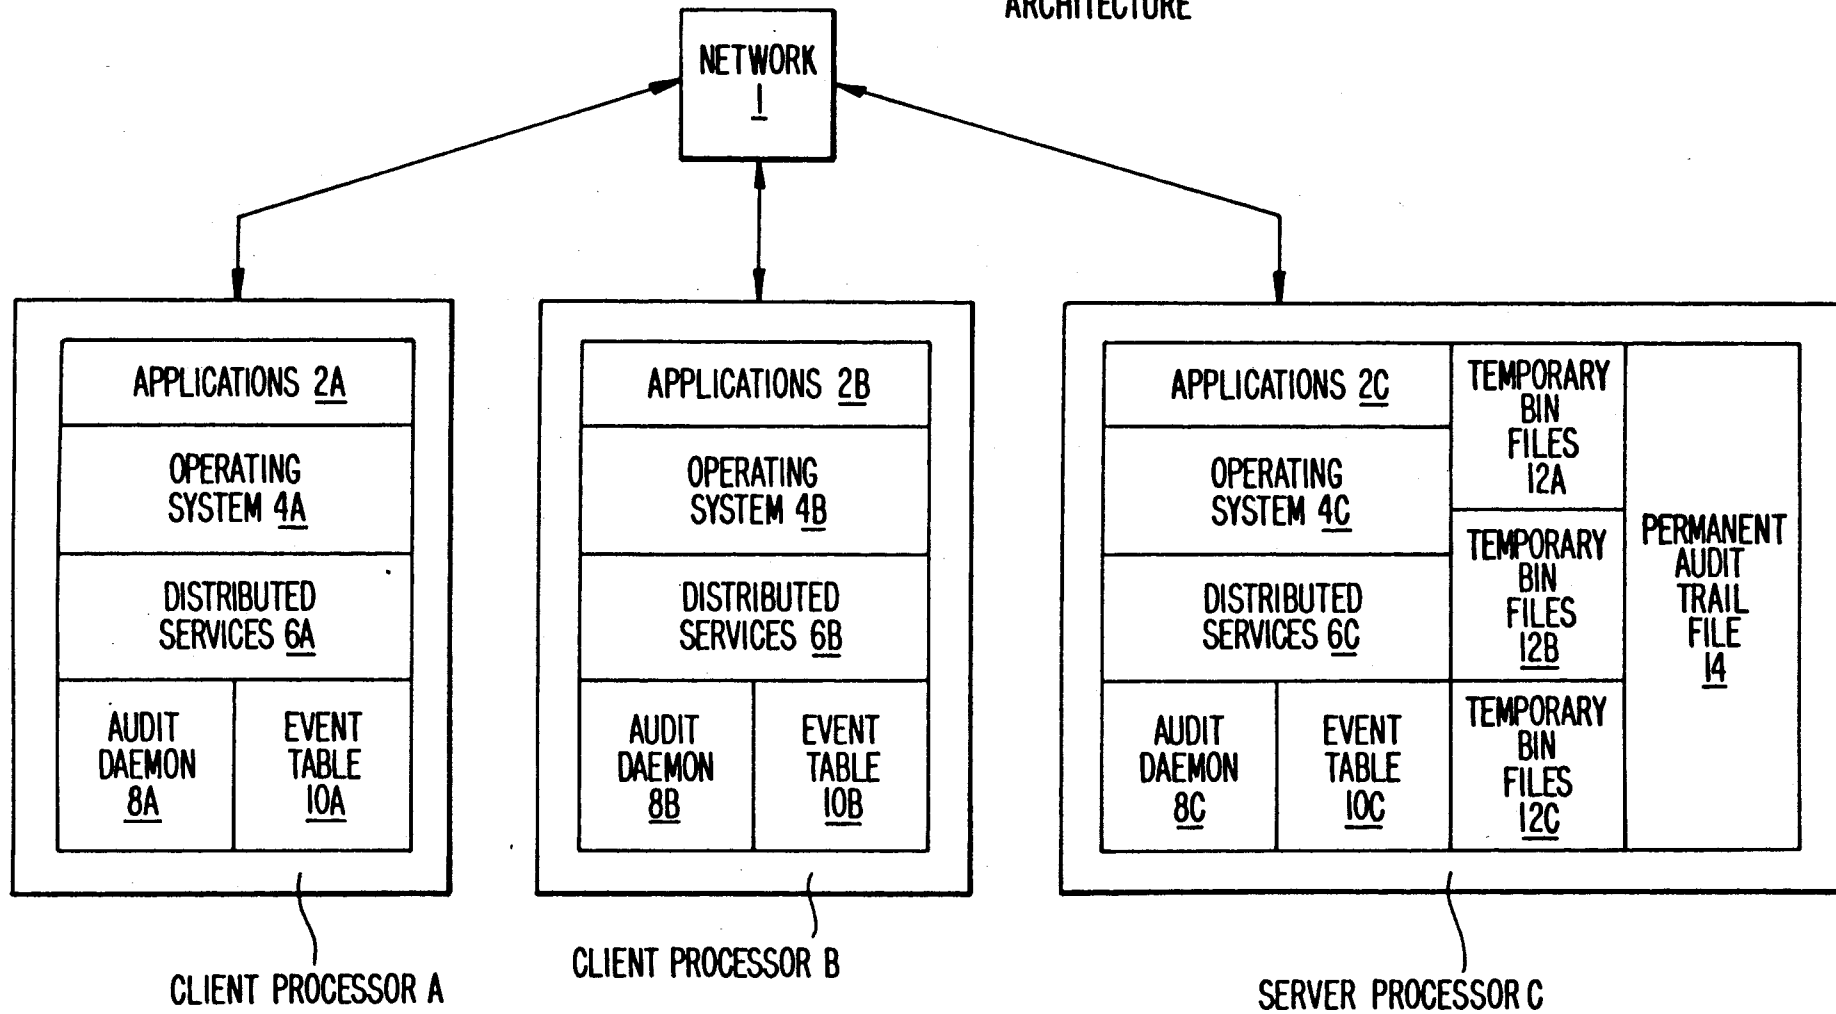 ARCHITECTURE
NETWORK
1
APPLICATIONS 2A
OPERATING
SYSTEM 4A
DISTRIBUTED
SERVICES 6A
AUDIT
DAEMON
8A
EVENT
TABLE
10A
CLIENT PROCESSOR A
APPLICATIONS 2B
OPERATING
SYSTEM 4B
DISTRIBUTED
SERVICES 6B
AUDIT
DAEMON
8B
EVENT
TABLE
10B
CLIENT PROCESSOR B
APPLICATIONS 2C
OPERATING
SYSTEM 4C
DISTRIBUTED
SERVICES 6C
AUDIT
DAEMON
8C
EVENT
TABLE
10C
TEMPORARY
BIN
FILES
12A
TEMPORARY
BIN
FILES
12B
TEMPORARY
BIN
FILES
12C
PERMANENT
AUDIT
TRAIL
FILE
14
SERVER PROCESSOR C